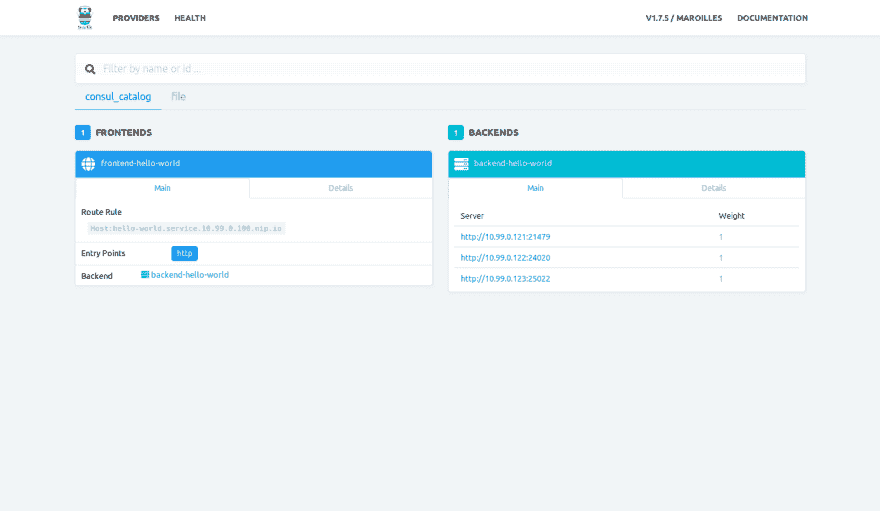 PROVIDERS HEALTH V1.7.5 / MAROILLES DOCUMENTATION
Filter by name or id ...
consul_catalog file
1 FRONTENDS
frontend-hello-world
Main Details
Route Rule
Host:hello-world.service.10.99.0.100.nip.io
Entry Points http
Backend backend-hello-world
1 BACKENDS
backend-hello-world
Main Details
Server Weight
http://10.99.0.121:21479 1
http://10.99.0.122:24020 1
http://10.99.0.123:25022 1